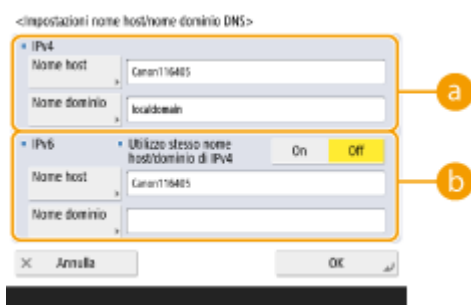 <Impostazioni nome host/nome dominio DNS>
IPv4
Nome host
Canon116405
Nome dominio
localdomain
a
IPv6
Utilizzo stesso nome
host/dominio di IPv4
On
Off
Nome host
Canon116405
b
Nome dominio
× Annulla
OK